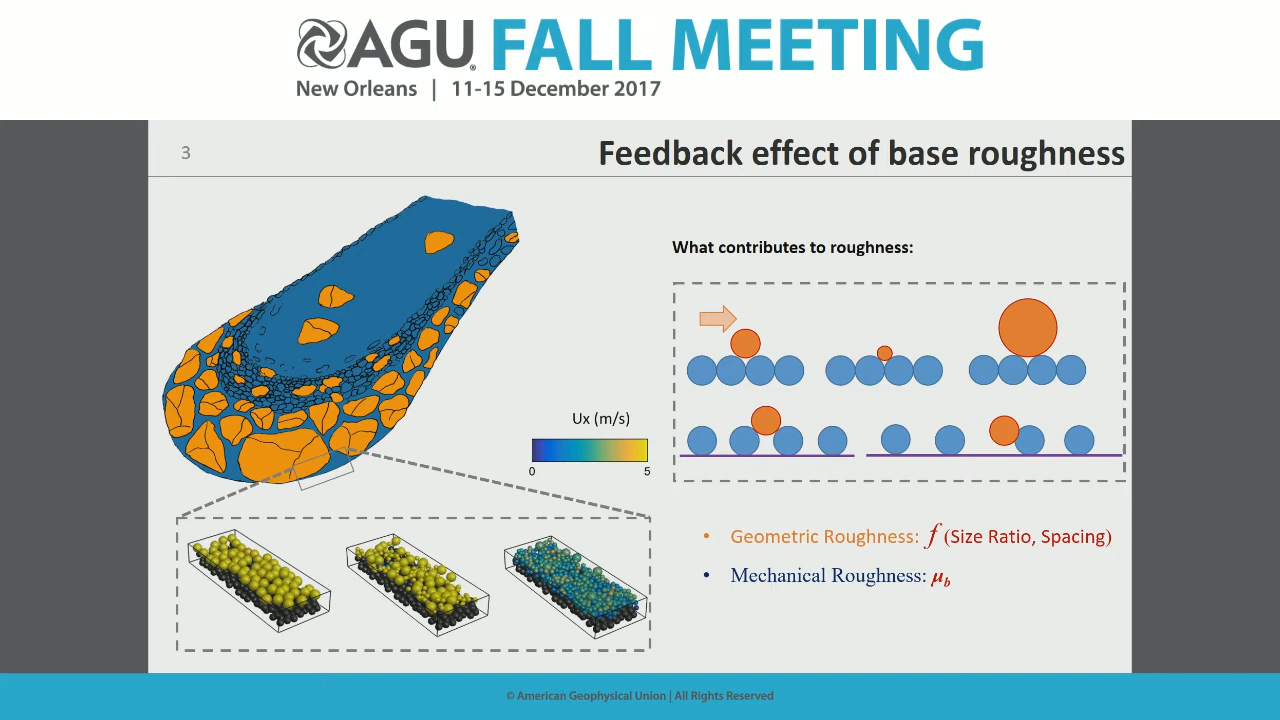 AGU FALL MEETING
New Orleans | 11-15 December 2017
3
Feedback effect of base roughness
What contributes to roughness:
Ux (m/s)
0 5
• Geometric Roughness: f (Size Ratio, Spacing)
• Mechanical Roughness: μb
© American Geophysical Union | All Rights Reserved